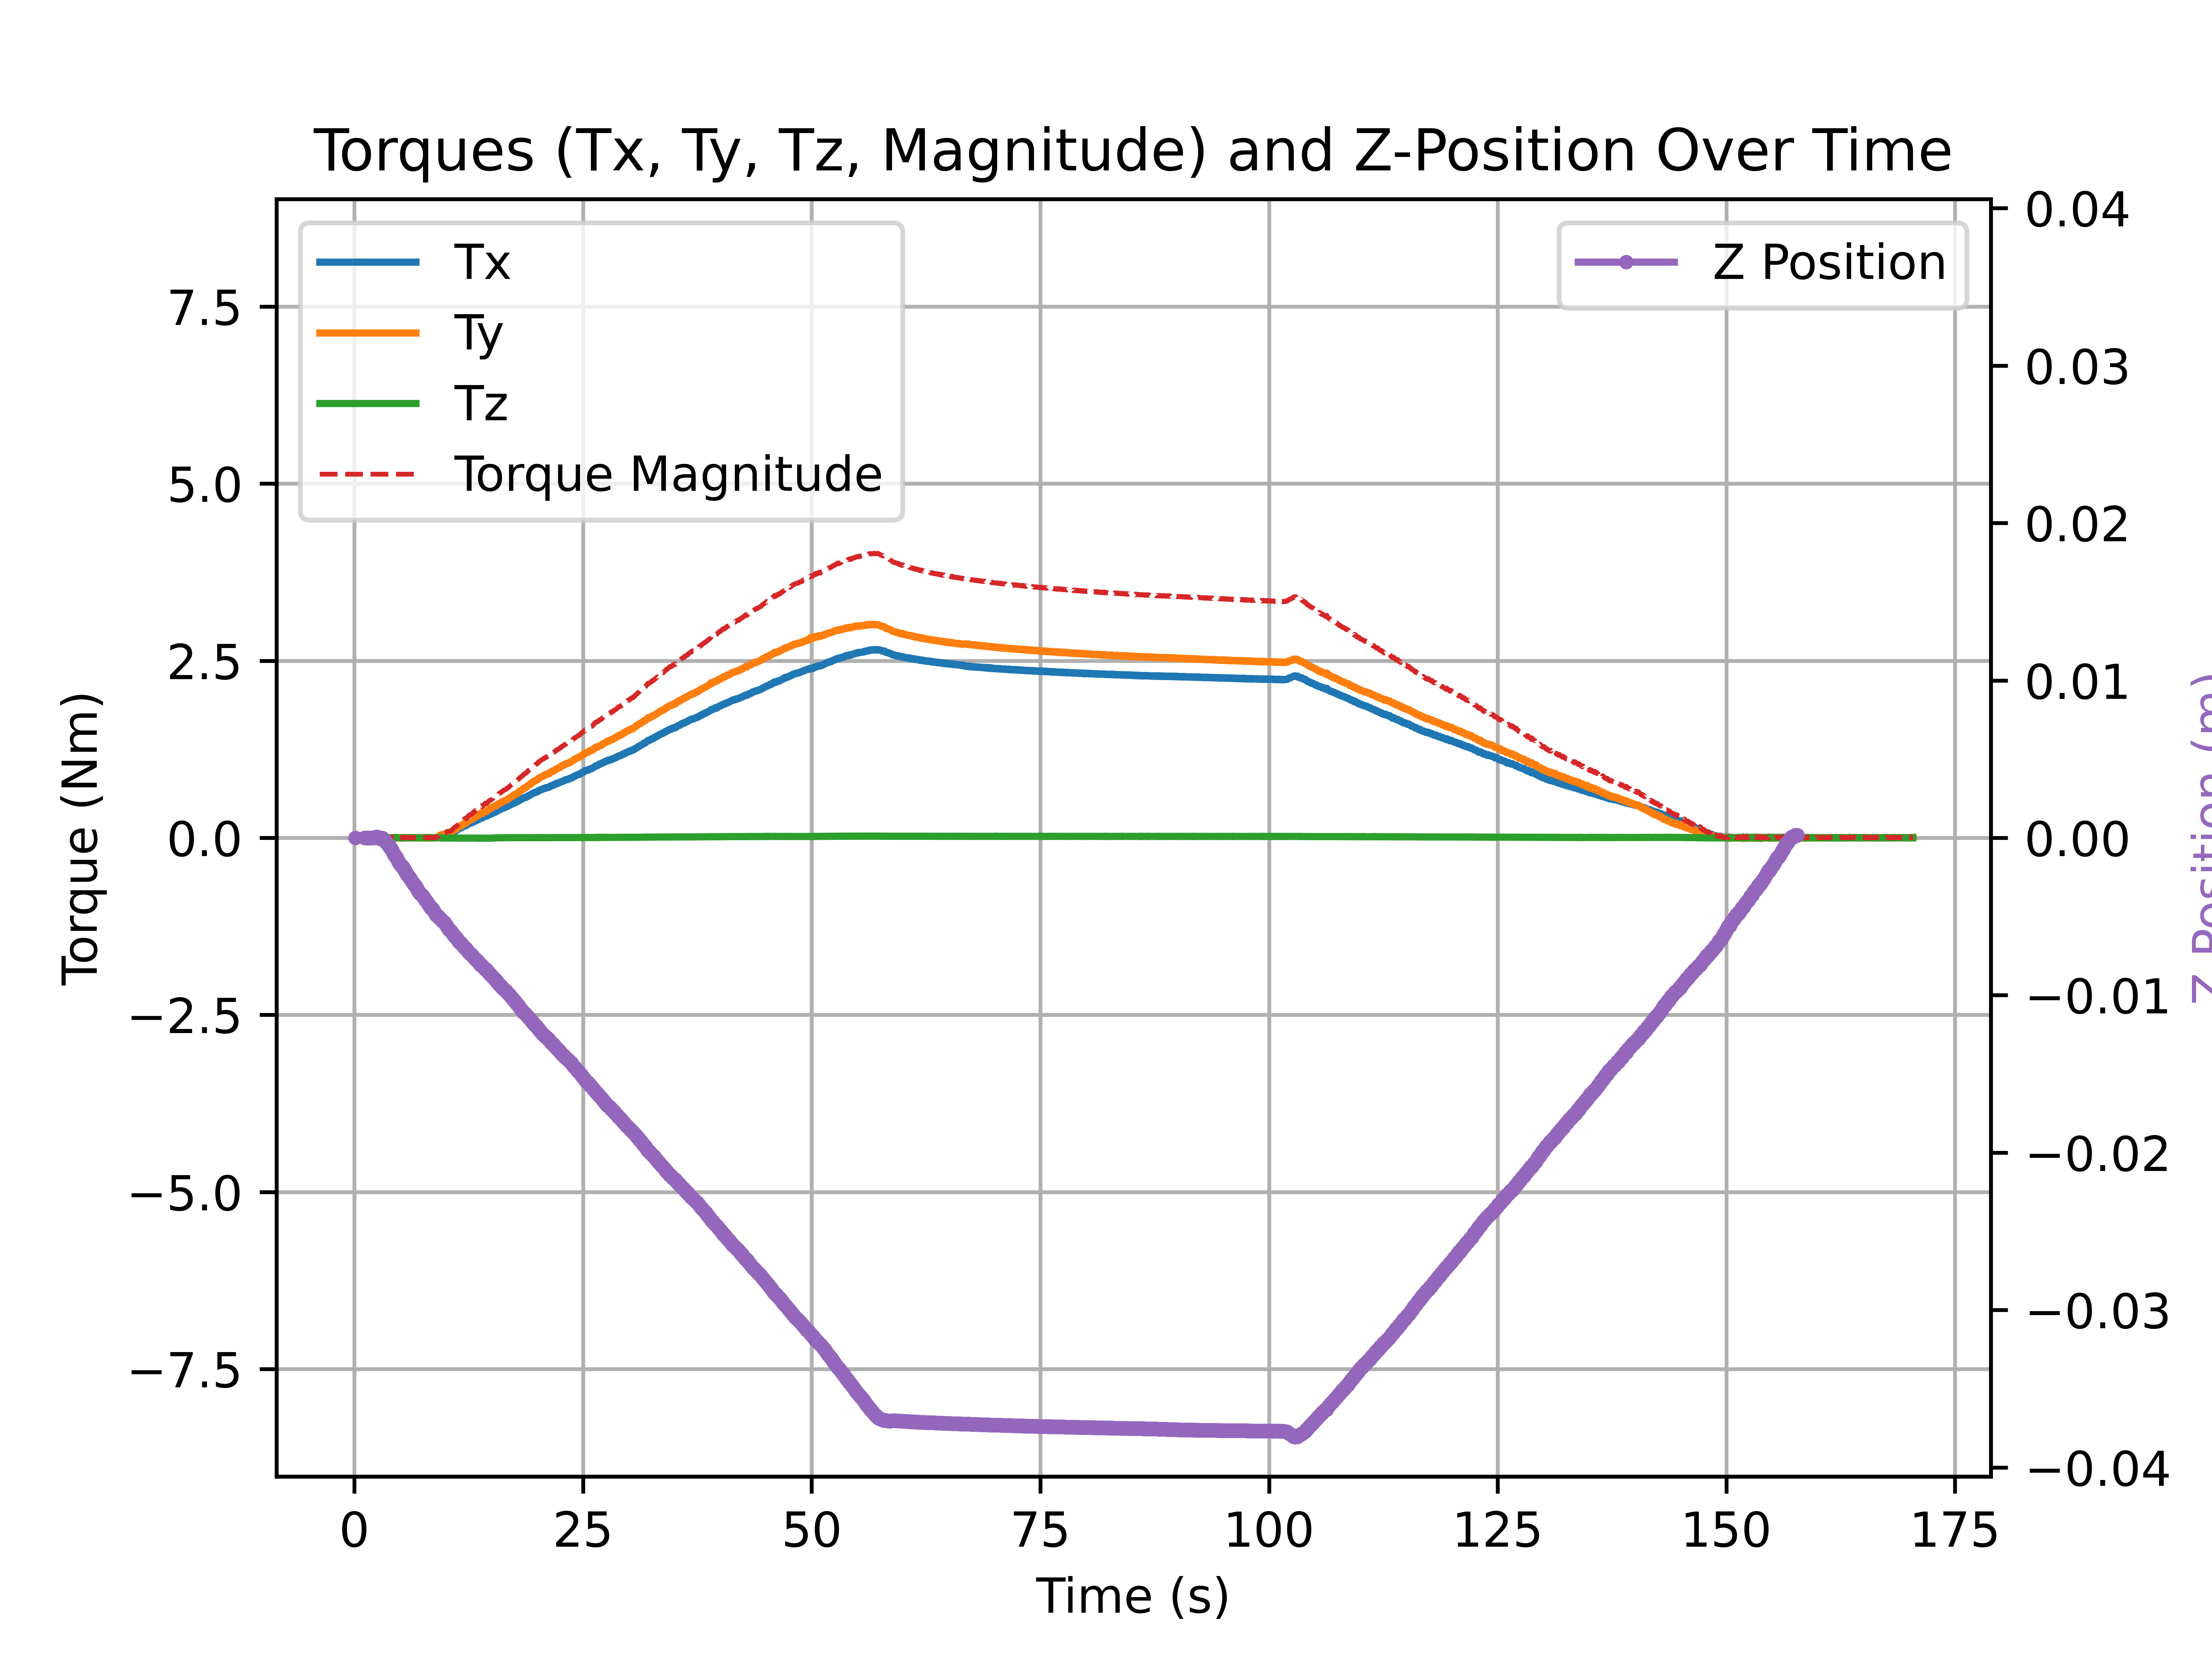 Torques (Tx, Ty, Tz, Magnitude) and Z-Position Over Time
Tx
Ty
Tz
Torque Magnitude
Z Position
7.5
5.0
2.5
0.0
−2.5
−5.0
−7.5
Torque (Nm)
0.04
0.03
0.02
0.01
0.00
−0.01
−0.02
−0.03
−0.04
Z Position (m)
0 25 50 75 100 125 150 175
Time (s)